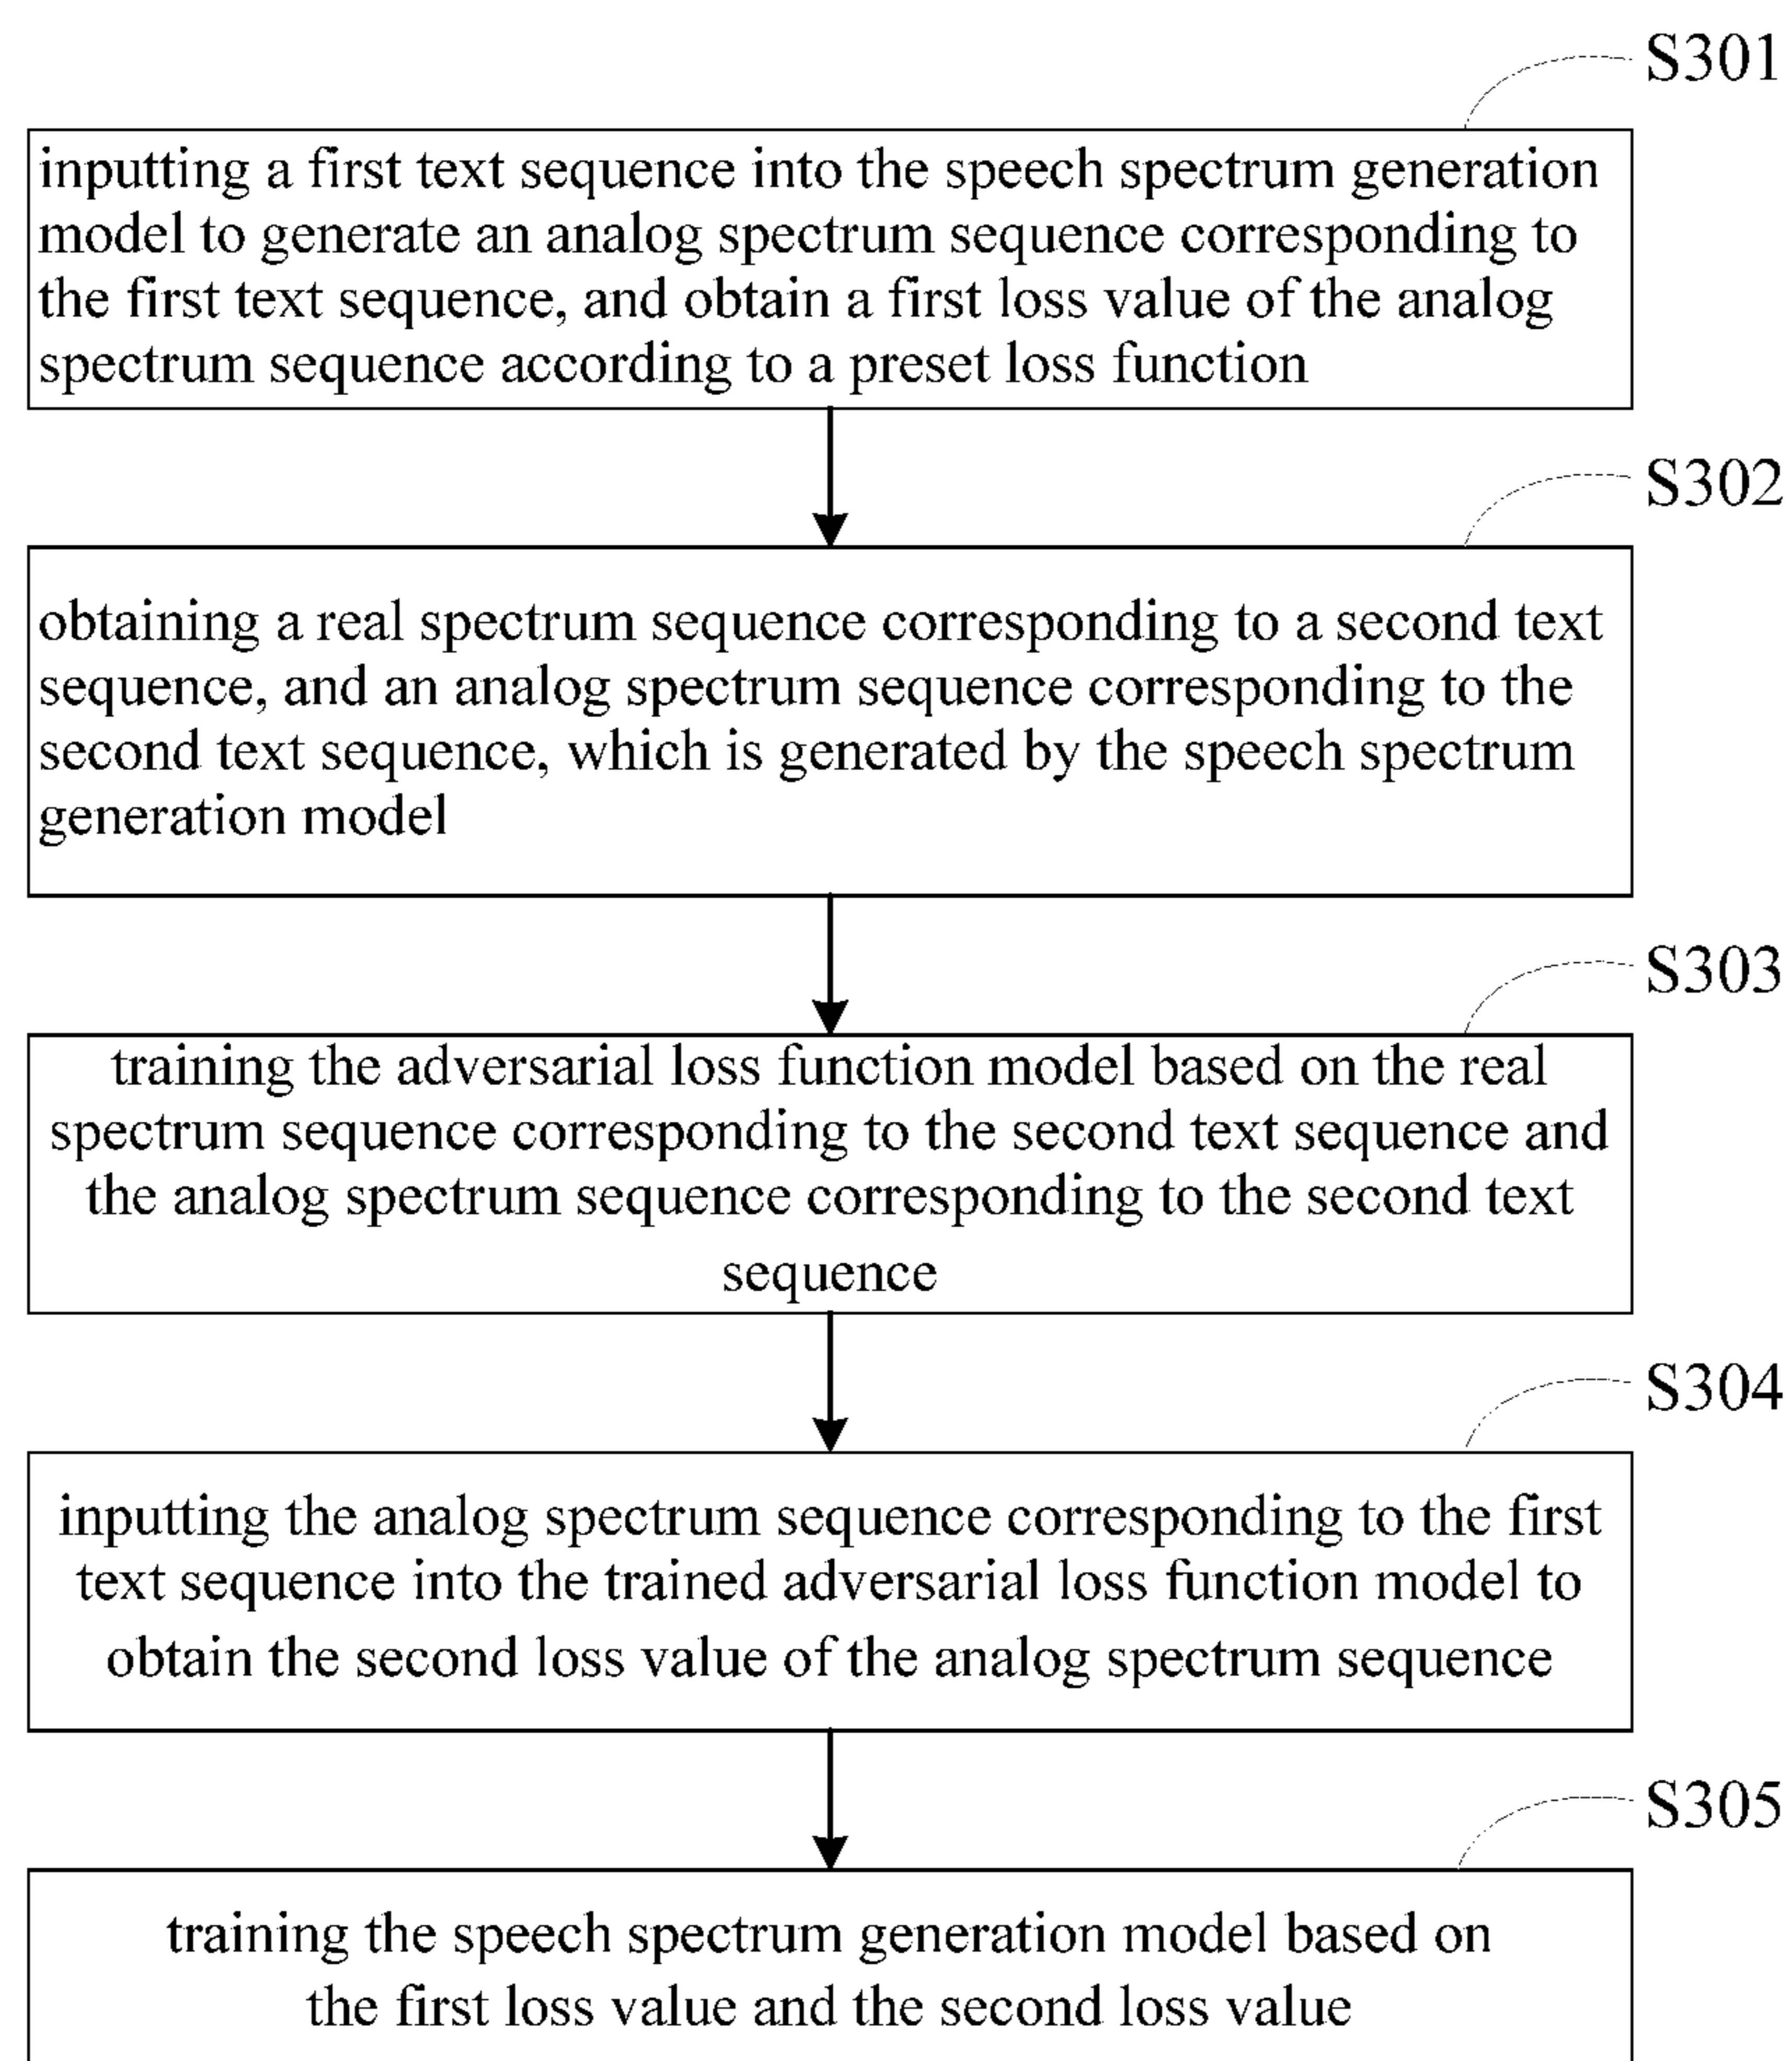 S301
inputting a first text sequence into the speech spectrum generation
model to generate an analog spectrum sequence corresponding to
the first text sequence, and obtain a first loss value of the analog
spectrum sequence according to a preset loss function
S302
obtaining a real spectrum sequence corresponding to a second text
sequence, and an analog spectrum sequence corresponding to the
second text sequence, which is generated by the speech spectrum
generation model
S303
training the adversarial loss function model based on the real
spectrum sequence corresponding to the second text sequence and
the analog spectrum sequence corresponding to the second text
sequence
S304
inputting the analog spectrum sequence corresponding to the first
text sequence into the trained adversarial loss function model to
obtain the second loss value of the analog spectrum sequence
S305
training the speech spectrum generation model based on
the first loss value and the second loss value